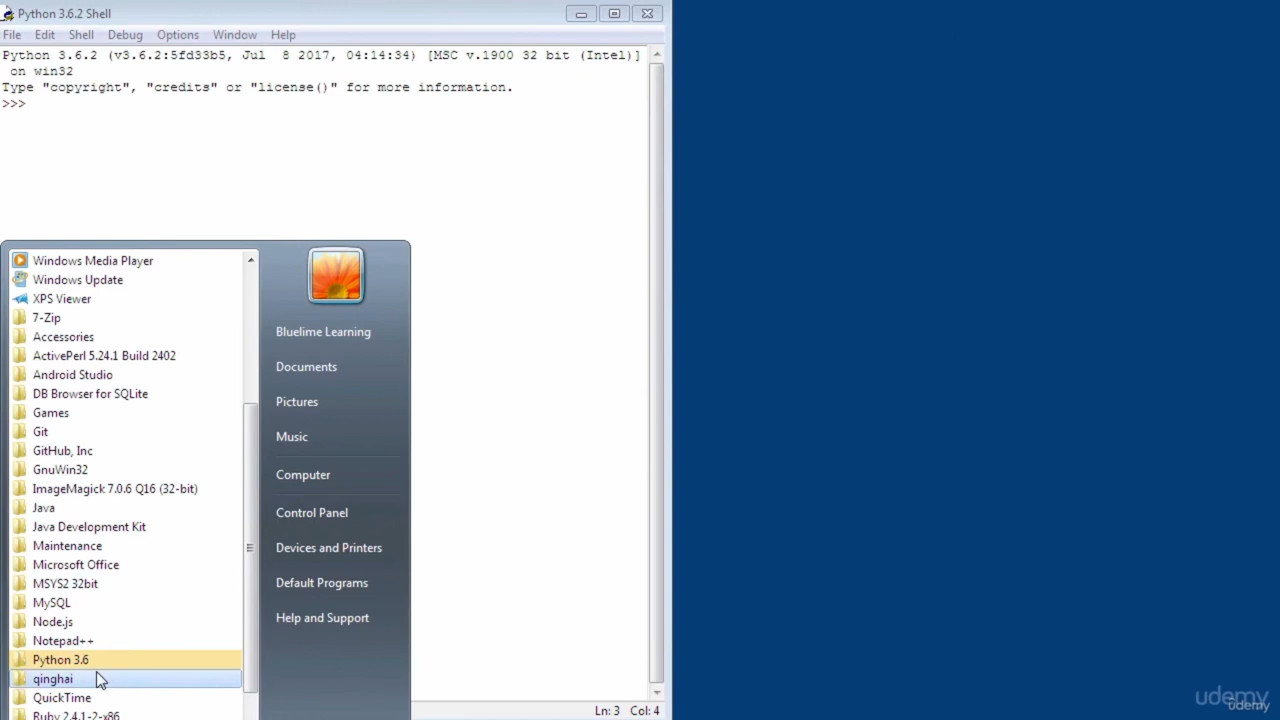 Python 3.6.2 Shell
File Edit Shell Debug Options Window Help
Python 3.6.2 (v3.6.2:5fd33b5, Jul  8 2017, 04:14:34) [MSC v.1900 32 bit (Intel)]
on win32
Type "copyright", "credits" or "license()" for more information.
>>>
Windows Media Player
Windows Update
XPS Viewer
7-Zip
Accessories
ActivePerl 5.24.1 Build 2402
Android Studio
DB Browser for SQLite
Games
Git
GitHub, Inc
GnuWin32
ImageMagick 7.0.6 Q16 (32-bit)
Java
Java Development Kit
Maintenance
Microsoft Office
MSYS2 32bit
MySQL
Node.js
Notepad++
Python 3.6
qinghai
QuickTime
Ruby 2.4.1-2-x86
Bluelime Learning
Documents
Pictures
Music
Computer
Control Panel
Devices and Printers
Default Programs
Help and Support
Ln: 3 Col: 4
udemy
udemy